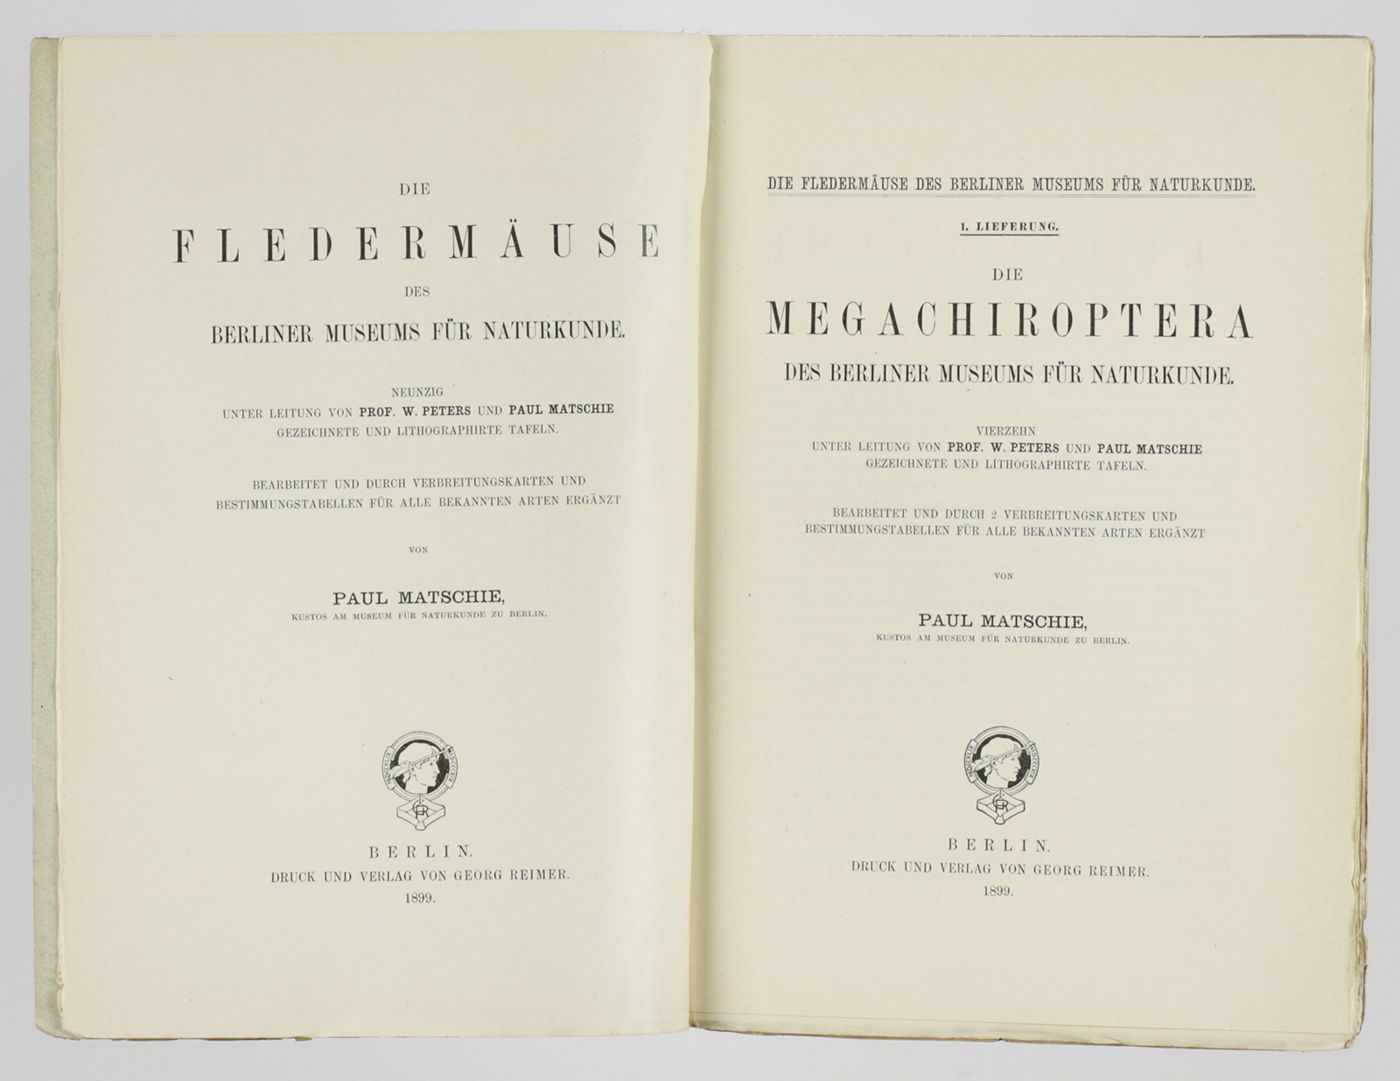 DIE
FLEDERMÄUSE
DES
BERLINER MUSEUMS FÜR NATURKUNDE.
NEUNZIG
UNTER LEITUNG VON PROF. W. PETERS UND PAUL MATSCHIE
GEZEICHNETE UND LITHOGRAPHIRTE TAFELN.
BEARBEITET UND DURCH VERBREITUNGSKARTEN UND
BESTIMMUNGSTABELLEN FÜR ALLE BEKANNTEN ARTEN ERGÄNZT
VON
PAUL MATSCHIE,
KUSTOS AM MUSEUM FÜR NATURKUNDE ZU BERLIN.
GR
BERLIN.
DRUCK UND VERLAG VON GEORG REIMER.
1899.
DIE FLEDERMÄUSE DES BERLINER MUSEUMS FÜR NATURKUNDE.
1. LIEFERUNG.
DIE
MEGACHIROPTERA
DES BERLINER MUSEUMS FÜR NATURKUNDE.
VIERZEHN
UNTER LEITUNG VON PROF. W. PETERS UND PAUL MATSCHIE
GEZEICHNETE UND LITHOGRAPHIRTE TAFELN.
BEARBEITET UND DURCH 2 VERBREITUNGSKARTEN UND
BESTIMMUNGSTABELLEN FÜR ALLE BEKANNTEN ARTEN ERGÄNZT
VON
PAUL MATSCHIE,
KUSTOS AM MUSEUM FÜR NATURKUNDE ZU BERLIN.
GR
BERLIN.
DRUCK UND VERLAG VON GEORG REIMER.
1899.